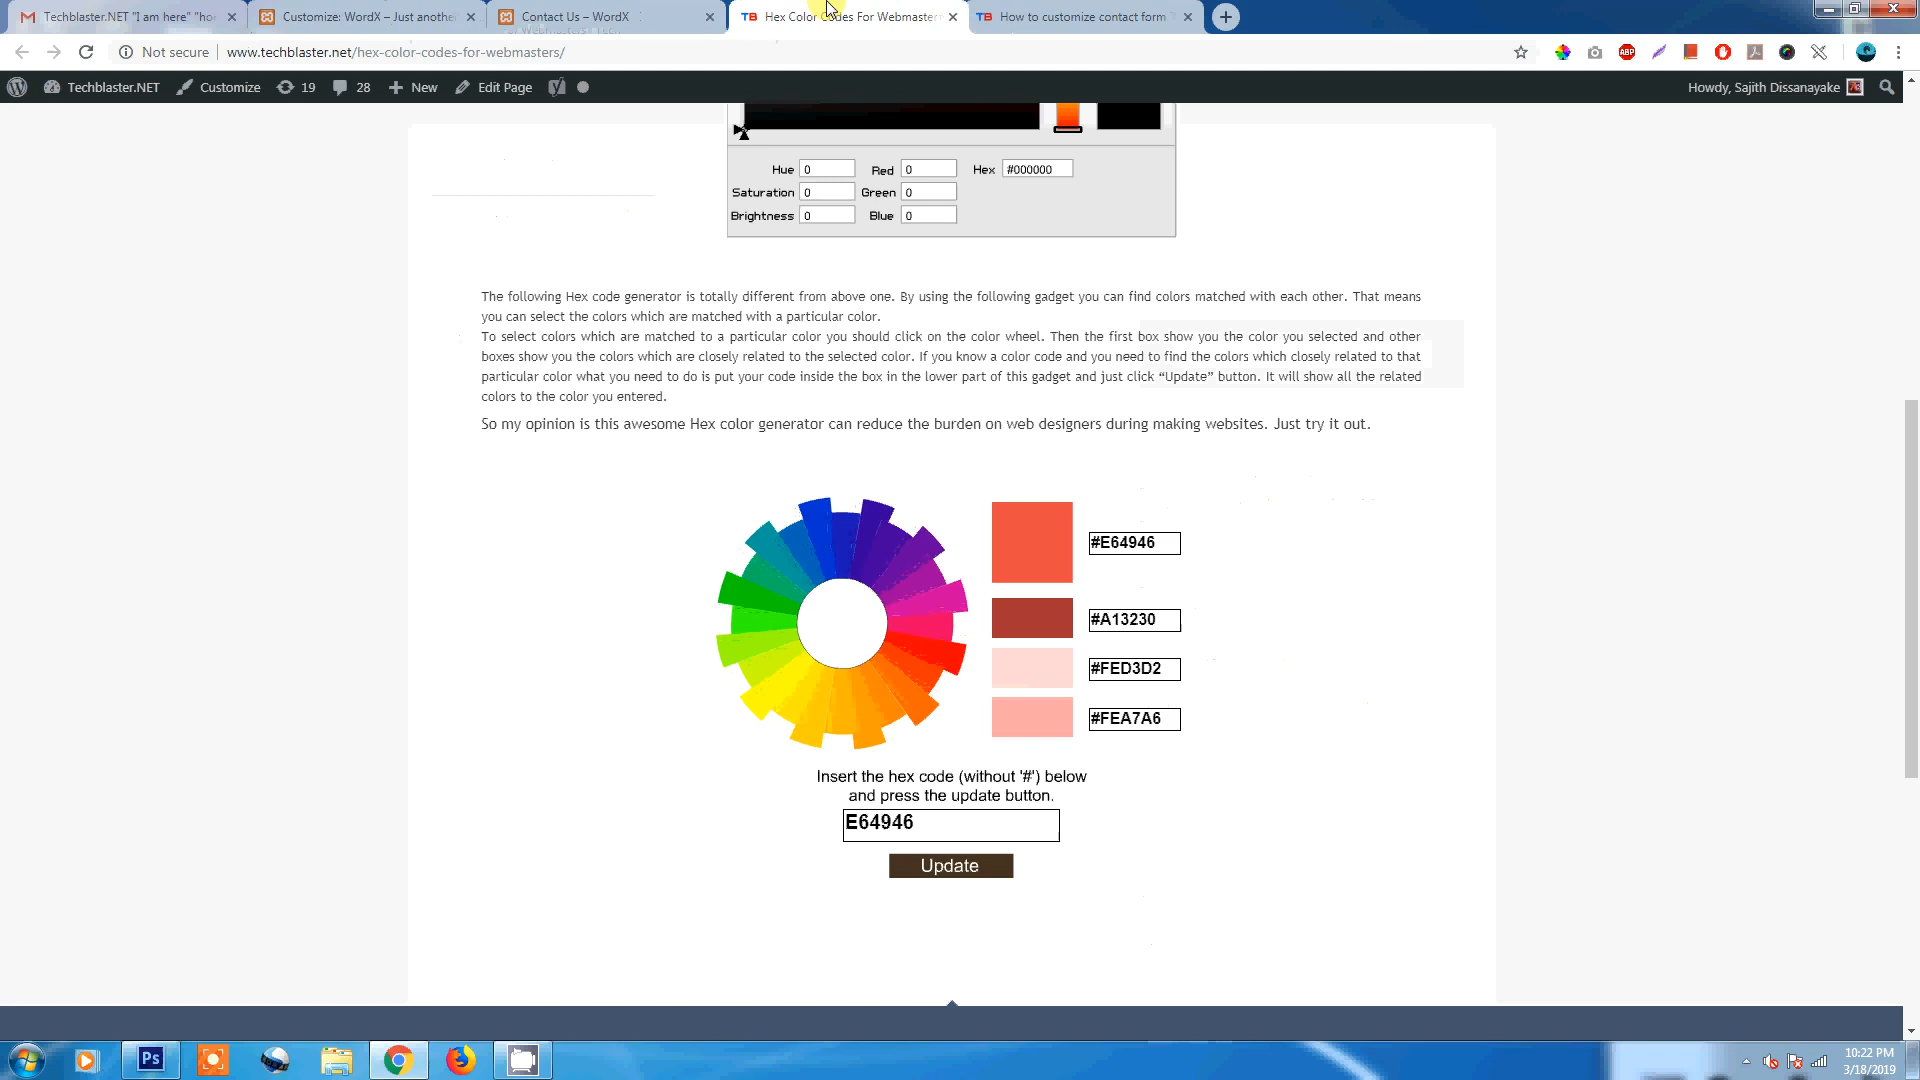 Techblaster.NET "I am here" "ho
Customize: WordX – Just anothe
Contact Us – WordX
TB Hex Color Codes For Webmaster
TB How to customize contact form
Not secure www.techblaster.net/hex-color-codes-for-webmasters/
ABP
Techblaster.NET Customize 19 28 New Edit Page Howdy, Sajith Dissanayake
Hue 0 Red 0 Hex #000000
Saturation 0 Green 0
Brightness 0 Blue 0
The following Hex code generator is totally different from above one. By using the following gadget you can find colors matched with each other. That means
you can select the colors which are matched with a particular color.
To select colors which are matched to a particular color you should click on the color wheel. Then the first box show you the color you selected and other
boxes show you the colors which are closely related to the selected color. If you know a color code and you need to find the colors which closely related to that
particular color what you need to do is put your code inside the box in the lower part of this gadget and just click “Update” button. It will show all the related
colors to the color you entered.
So my opinion is this awesome Hex color generator can reduce the burden on web designers during making websites. Just try it out.
#E64946
#A13230
#FED3D2
#FEA7A6
Insert the hex code (without '#') below
and press the update button.
E64946
Update
Ps
10:22 PM
3/18/2019